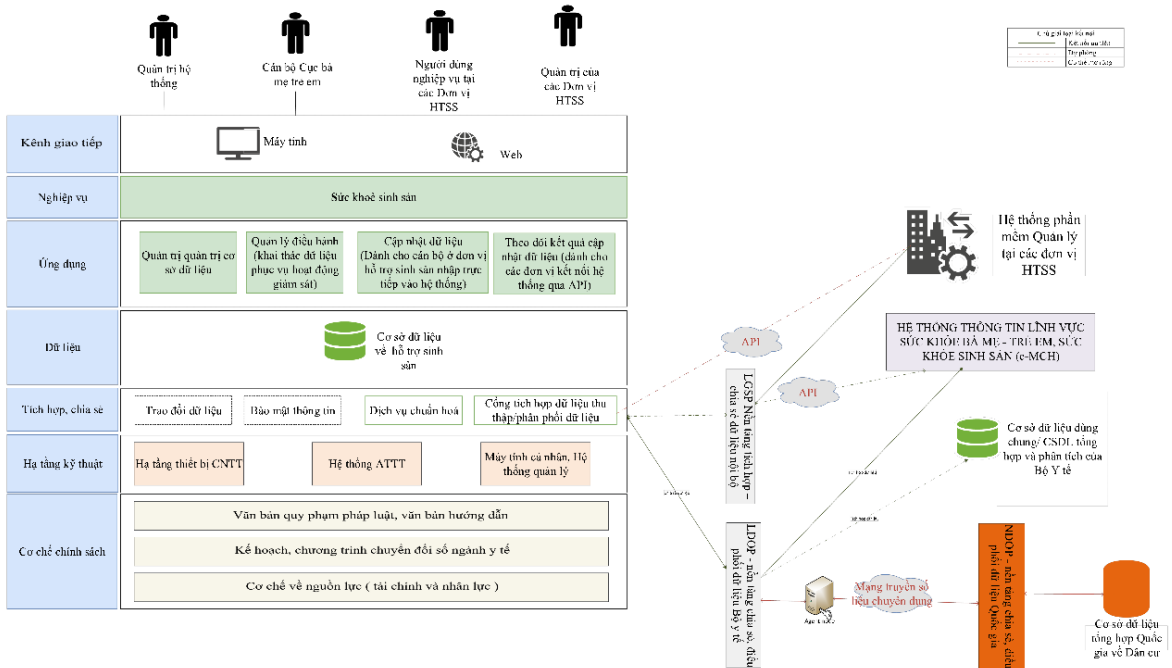 Quản trị hệ
thống
Cán bộ Cục bà
mẹ trẻ em
Người dùng
nghiệp vụ tại
các Đơn vị
HTSS
Quản trị của
các Đơn vị
HTSS
Kết nối ưu tiên
Dự phòng
Kênh giao tiếp
Máy tính
Web
Nghiệp vụ
Sức khoẻ sinh sản
Ứng dụng
Quản trị quản trị cơ
sở dữ liệu
Quản lý điều hành
(khai thác dữ liệu
phục vụ hoạt động
giám sát)
Cập nhật dữ liệu
(Dành cho cán bộ ở đơn vị
hỗ trợ sinh sản nhập trực
tiếp vào hệ thống)
Theo dõi kết quả cập
nhật dữ liệu (dành cho
các đơn vị kết nối hệ
thống qua API)
Dữ liệu
Cơ sở dữ liệu
về hỗ trợ sinh
sản
Tích hợp, chia sẻ
Trao đổi dữ liệu
Bảo mật thông tin
Dịch vụ chuẩn hoá
Cổng tích hợp dữ liệu thu
thập/phân phối dữ liệu
Hạ tầng kỹ thuật
Hạ tầng thiết bị CNTT
Hệ thống ATTT
Máy tính cá nhân, Hệ
thống quản lý
Cơ chế chính sách
Văn bản quy phạm pháp luật, văn bản hướng dẫn
Kế hoạch, chương trình chuyển đổi số ngành y tế
Cơ chế về nguồn lực ( tài chính và nhân lực )
Hệ thống phần
mềm Quản lý
tại các đơn vị
HTSS
API
API
HỆ THỐNG THÔNG TIN LĨNH VỰC
SỨC KHỎE BÀ MẸ - TRẺ EM, SỨC
KHỎE SINH SẢN (e-MCH)
LGSP Nền tảng tích hợp –
chia sẻ dữ liệu nội bộ
Cơ sở dữ liệu dùng
chung/ CSDL tổng
hợp và phân tích của
Bộ Y tế
LDOP - nền tảng chia sẻ, điều
phối dữ liệu Bộ y tế
Mạng truyền số
liệu chuyên dùng
NDOP - nền tảng chia sẻ, điều
phối dữ liệu Quốc gia
Cơ sở dữ liệu
tổng hợp Quốc
gia về Dân cư